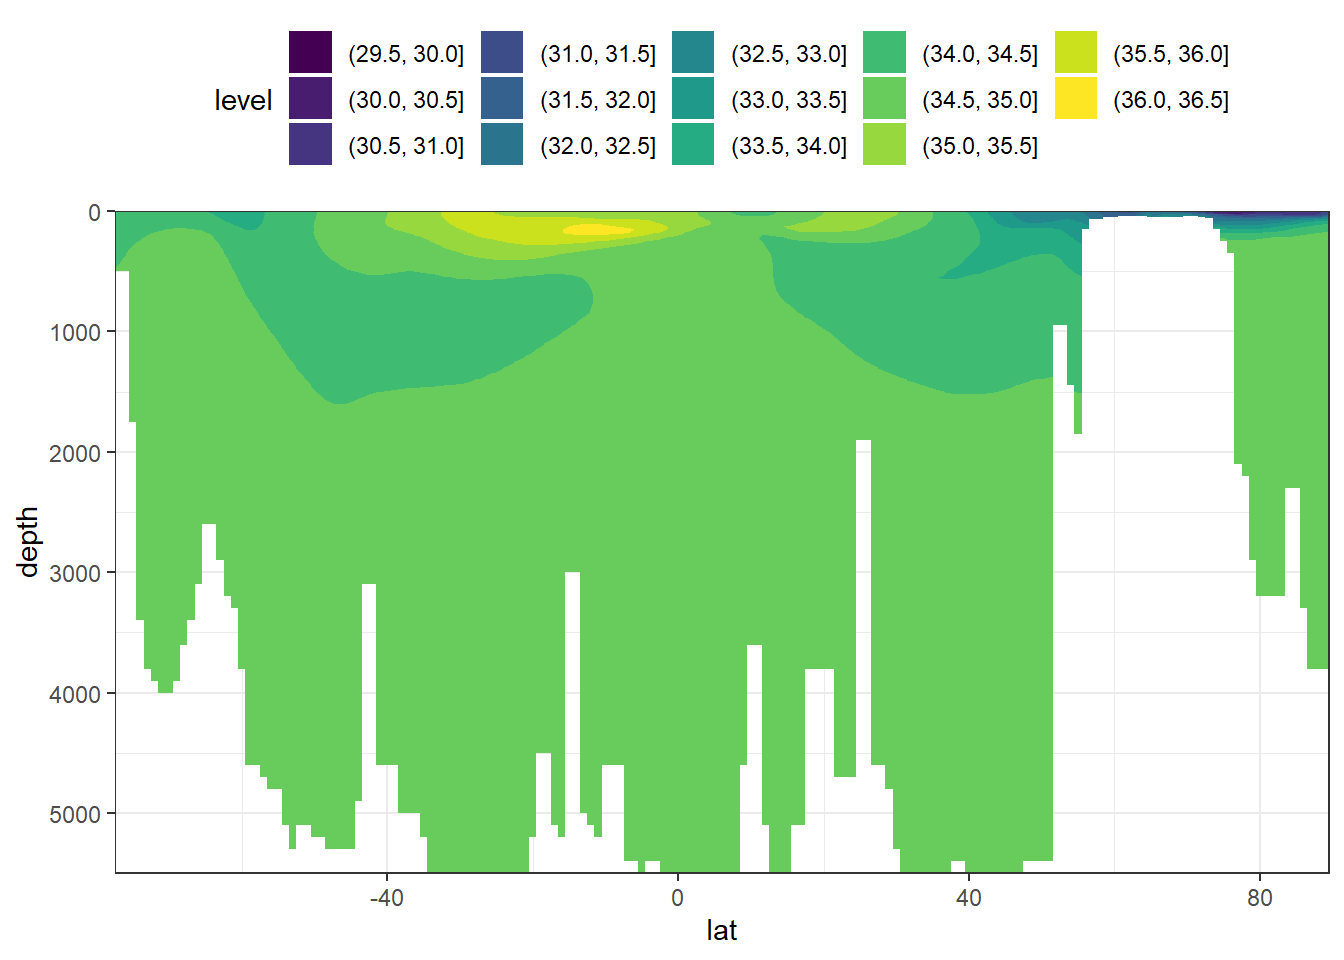 (29.5, 30.0] (31.0, 31.5] (32.5, 33.0] (34.0, 34.5] (35.5, 36.0]
level (30.0, 30.5] (31.5, 32.0] (33.0, 33.5] (34.5, 35.0] (36.0, 36.5]
(30.5, 31.0] (32.0, 32.5] (33.5, 34.0] (35.0, 35.5]
0
1000
2000
3000
4000
5000
depth
-40 0 40 80
lat